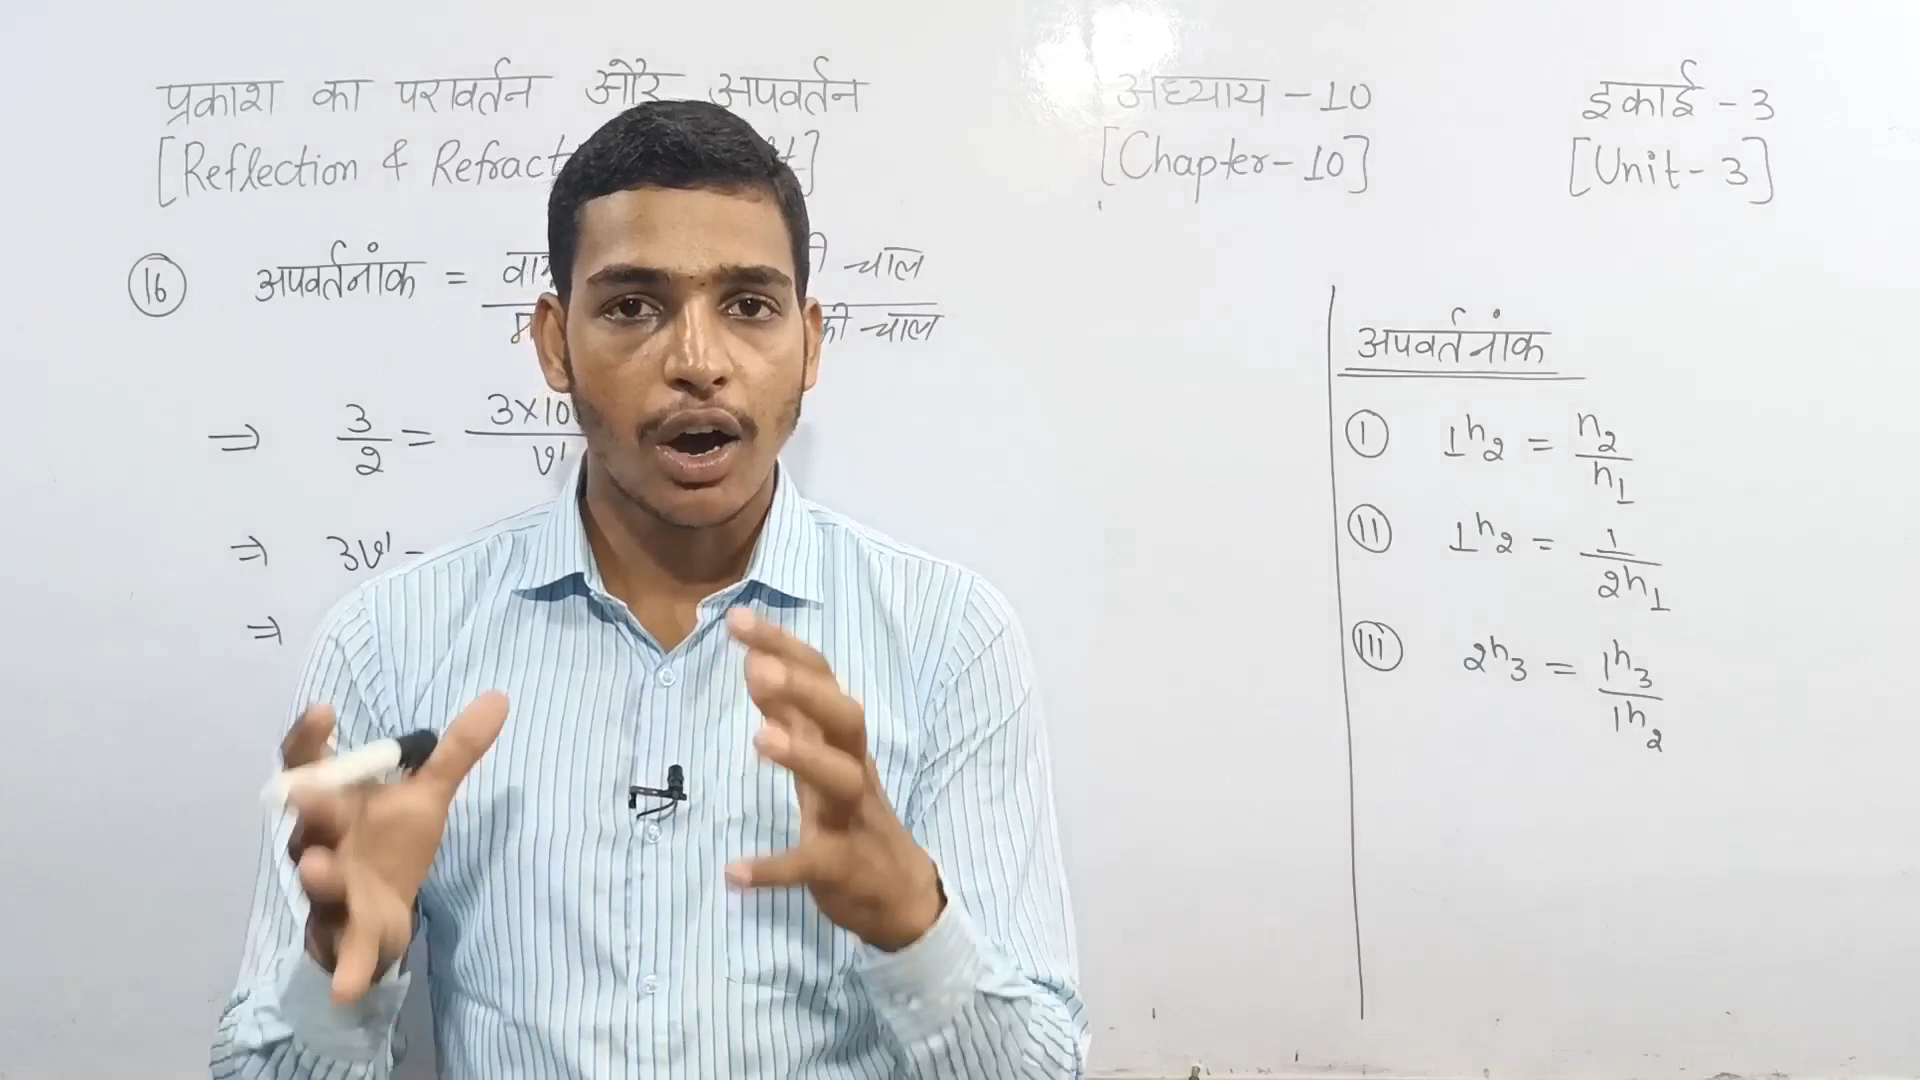 प्रकाश का परावर्तन और अपवर्तन
[Reflection & 
अध्याय - 10
[Chapter - 10]
इकाई - 3
[Unit - 3]
16 अपवर्तनांक = चाल
की चाल
⇒ 3/2 = 3×10 / v'
⇒ 3v' =
⇒
अपवर्तनांक
I 1n2 = n2/n1
II 1n2 = 1/2n1
III 2n3 = 1n3/1n2